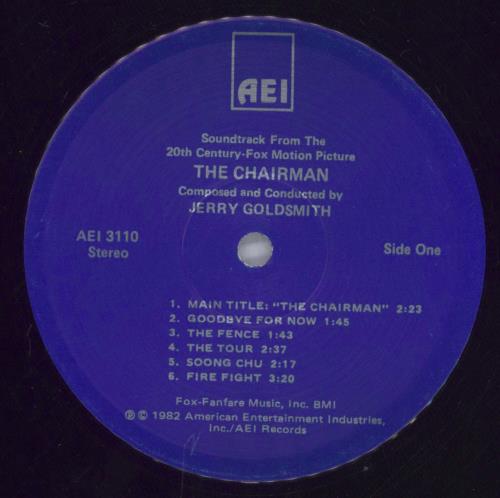 AEI
Soundtrack From The
20th Century-Fox Motion Picture
THE CHAIRMAN
Composed and Conducted by
JERRY GOLDSMITH
AEI 3110
Stereo
Side One
1. MAIN TITLE: "THE CHAIRMAN" 2:23
2. GOODBYE FOR NOW 1:45
3. THE FENCE 1:43
4. THE TOUR 2:37
5. SOONG CHU 2:17
6. FIRE FIGHT 3:20
Fox-Fanfare Music, Inc. BMI
℗ © 1982 American Entertainment Industries,
Inc./AEI Records